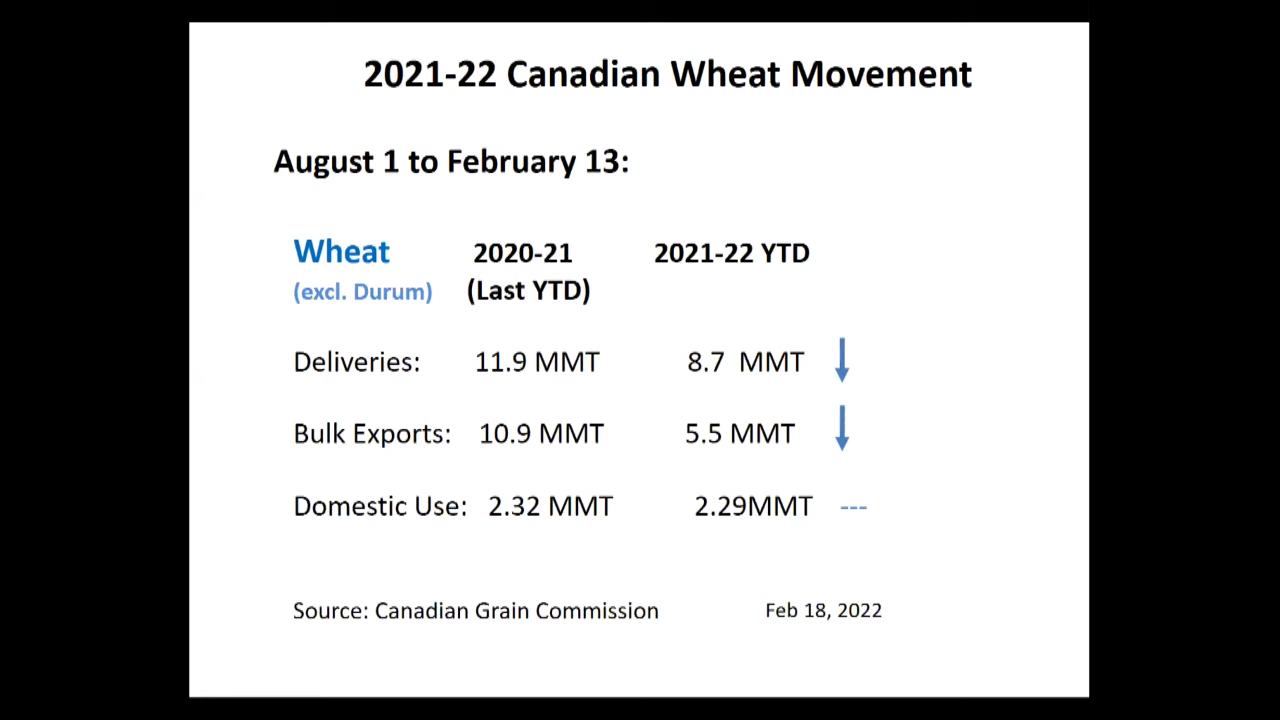 2021-22 Canadian Wheat Movement
August 1 to February 13:
Wheat 2020-21 2021-22 YTD
(excl. Durum) (Last YTD)
Deliveries: 11.9 MMT 8.7 MMT
Bulk Exports: 10.9 MMT 5.5 MMT
Domestic Use: 2.32 MMT 2.29MMT ---
Source: Canadian Grain Commission Feb 18, 2022